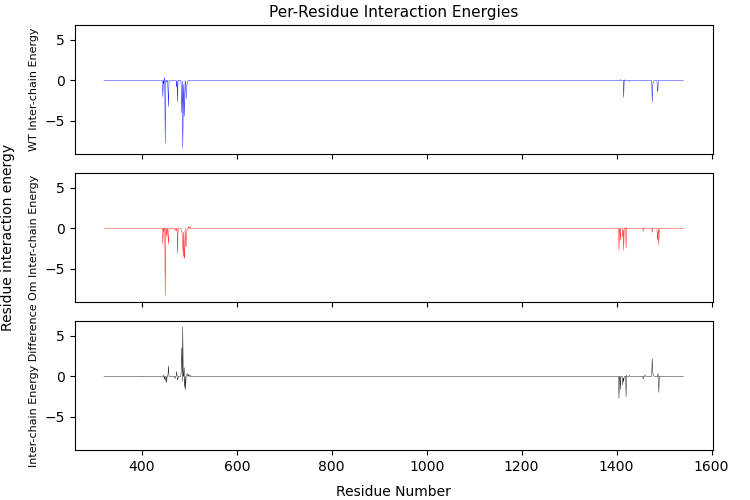 Per-Residue Interaction Energies
Residue interaction energy
WT Inter-chain Energy
5
0
−5
Om Inter-chain Energy
5
0
−5
Inter-chain Energy Difference
5
0
−5
400 600 800 1000 1200 1400 1600
Residue Number